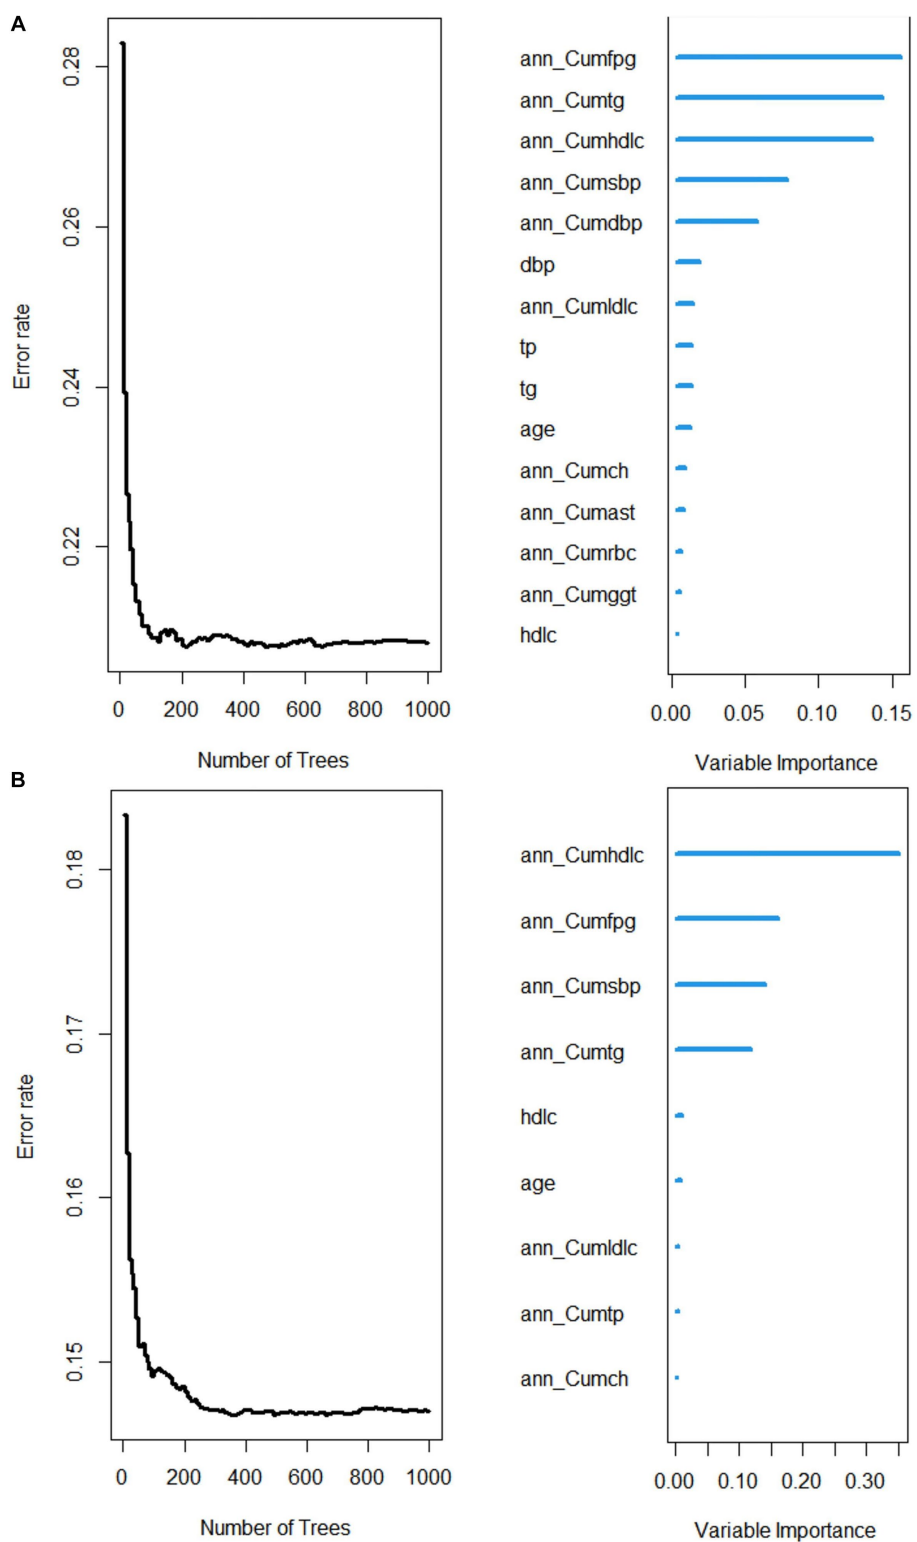 A
0.28
0.26
0.24
0.22
Error rate
0 200 400 600 800 1000
Number of Trees
ann_Cumfpg
ann_Cumtg
ann_Cumhdlc
ann_Cumsbp
ann_Cumdbp
dbp
ann_Cumldlc
tp
tg
age
ann_Cumch
ann_Cumast
ann_Cumrbc
ann_Cumggt
hdlc
0.00 0.05 0.10 0.15
Variable Importance
B
0.18
0.17
0.16
0.15
Error rate
0 200 400 600 800 1000
Number of Trees
ann_Cumhdlc
ann_Cumfpg
ann_Cumsbp
ann_Cumtg
hdlc
age
ann_Cumldlc
ann_Cumtp
ann_Cumch
0.00 0.10 0.20 0.30
Variable Importance